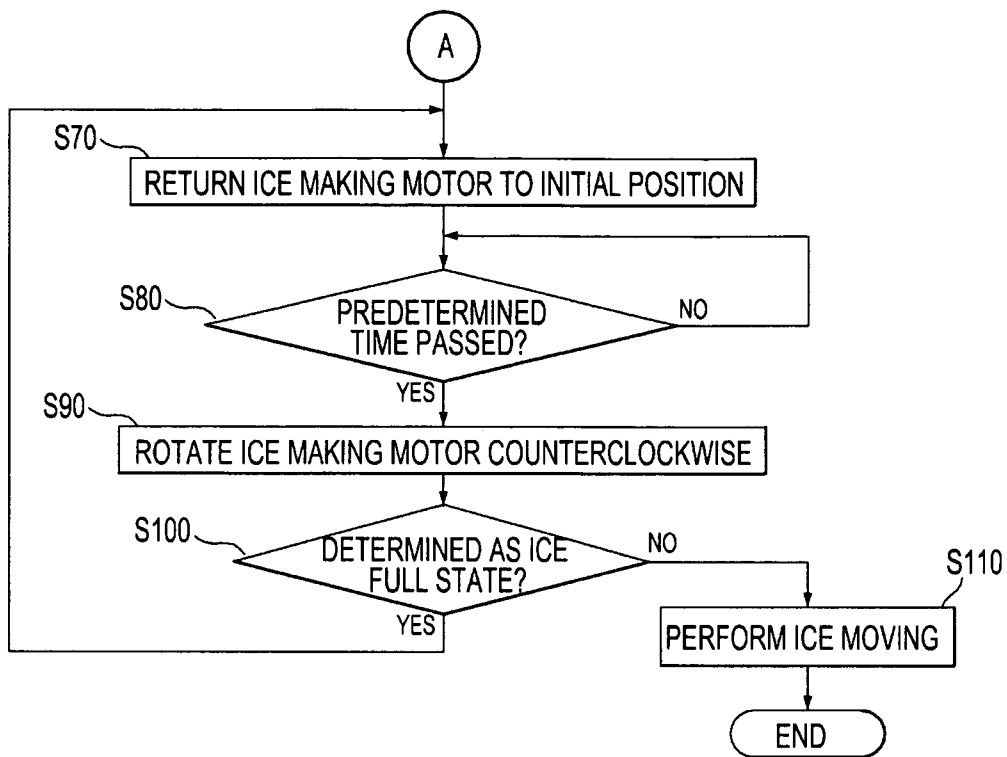 A
S70
RETURN ICE MAKING MOTOR TO INITIAL POSITION
S80
PREDETERMINED
TIME PASSED?
NO
YES
S90
ROTATE ICE MAKING MOTOR COUNTERCLOCKWISE
S100
DETERMINED AS ICE
FULL STATE?
NO
YES
S110
PERFORM ICE MOVING
END